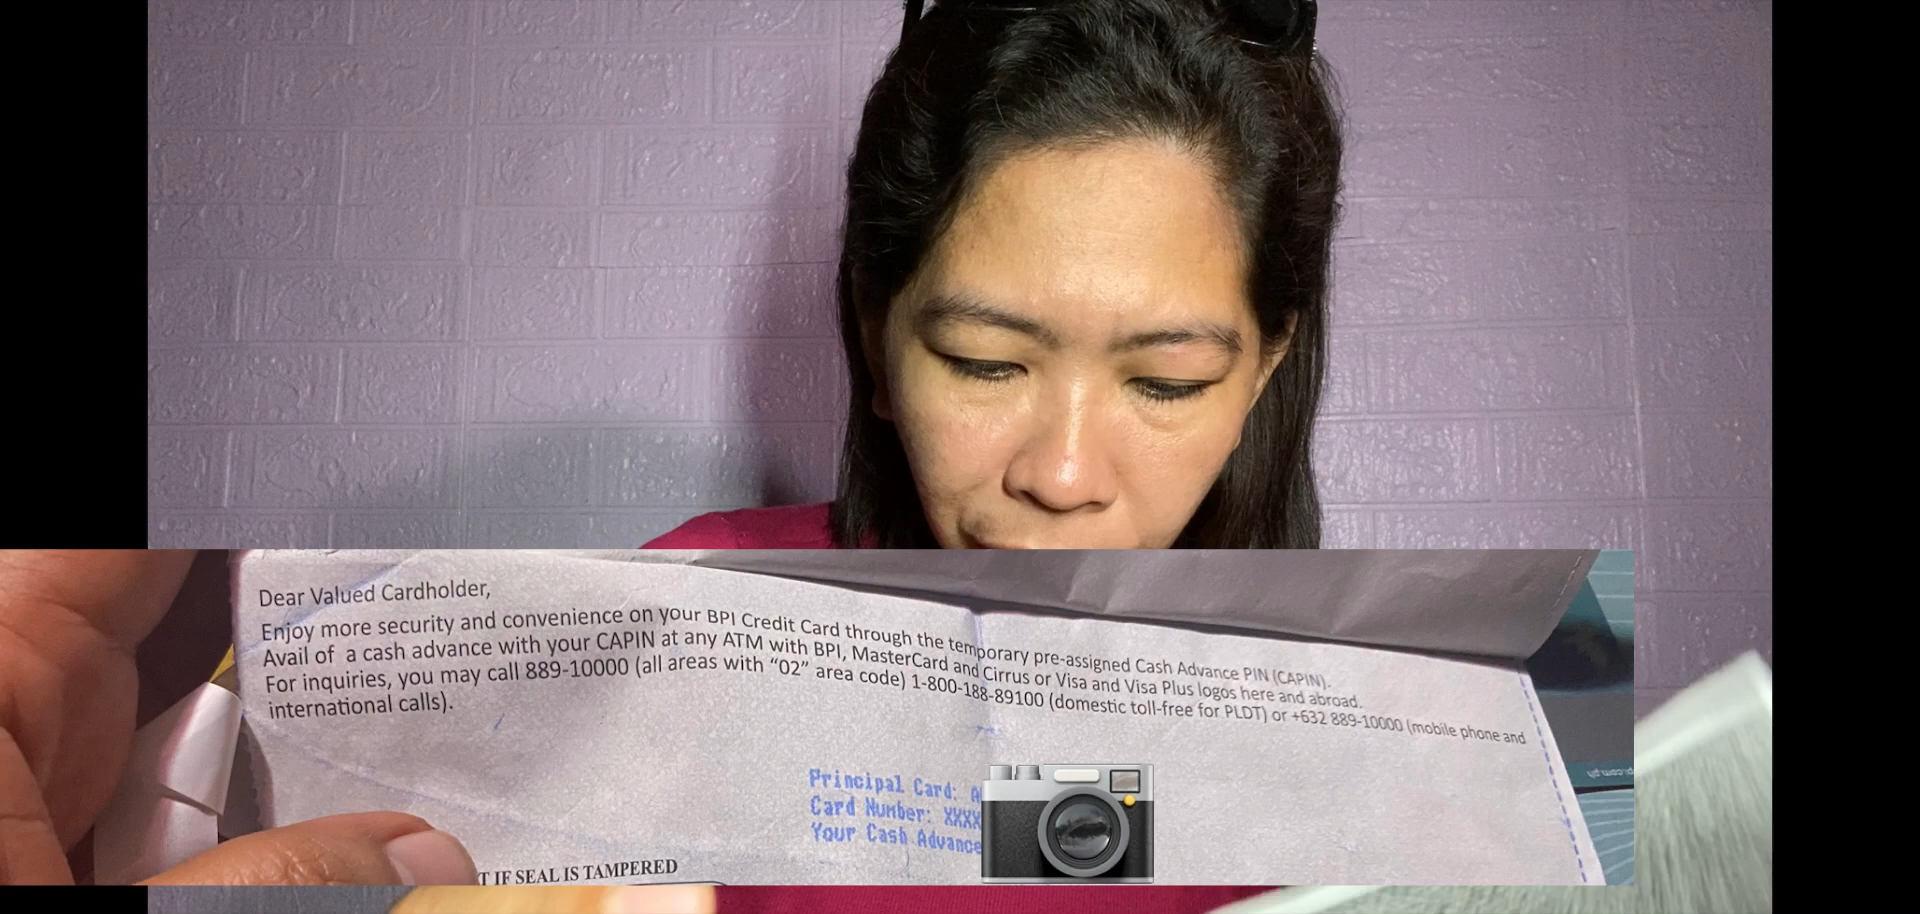 Dear Valued Cardholder,
Enjoy more security and convenience on your BPI Credit Card through the temporary pre-assigned Cash Advance PIN (CAPIN).
Avail of a cash advance with your CAPIN at any ATM with BPI, MasterCard and Cirrus or Visa and Visa Plus logos here and abroad.
For inquiries, you may call 889-10000 (all areas with “02” area code) 1-800-188-89100 (domestic toll-free for PLDT) or +632 889-10000 (mobile phone and
international calls).
Principal Card:
Card Number: XXXX
Your Cash Advance
T IF SEAL IS TAMPERED